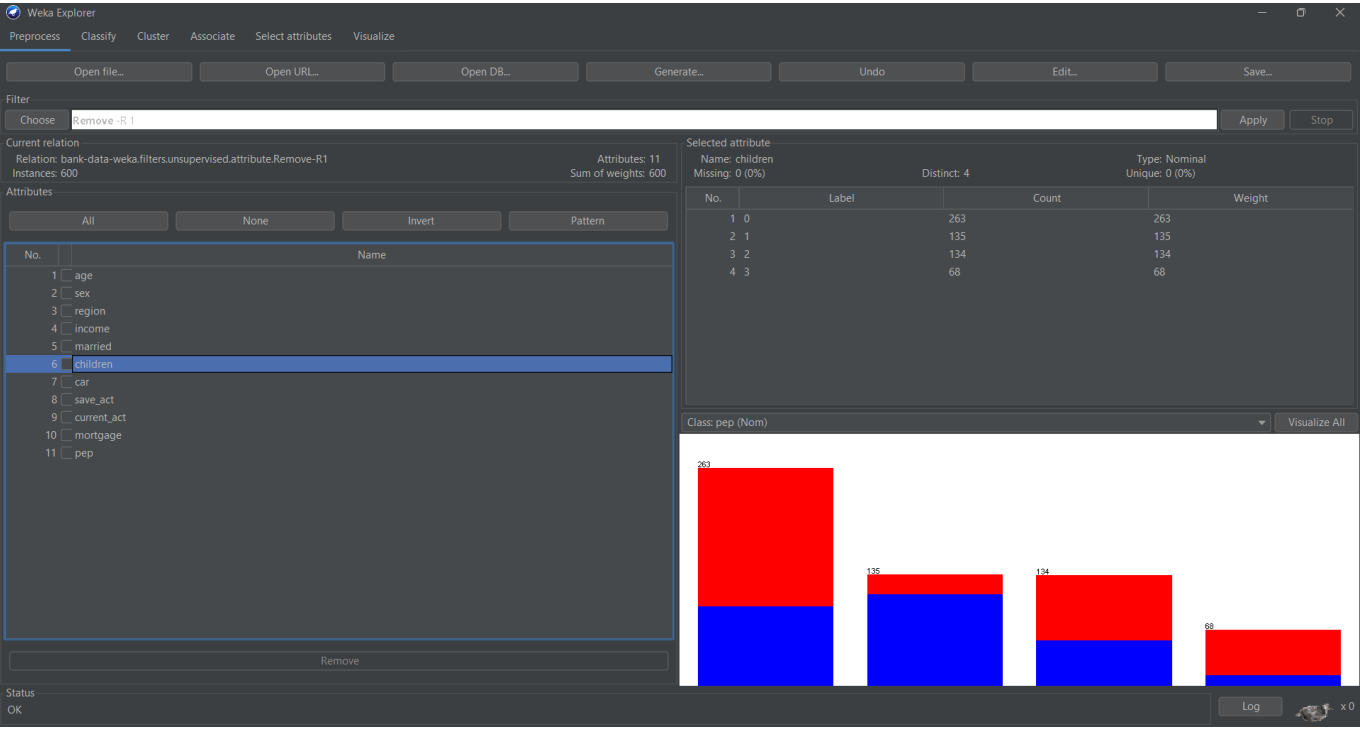 Weka Explorer
Preprocess Classify Cluster Associate Select attributes Visualize
Open file... Open URL... Open DB... Generate... Undo Edit... Save...
Filter
Choose Remove -R 1 Apply Stop
Current relation
Relation: bank-data-weka.filters.unsupervised.attribute.Remove-R1 Attributes: 11
Instances: 600 Sum of weights: 600
Attributes
All None Invert Pattern
No. Name
1 age
2 sex
3 region
4 income
5 married
6 children
7 car
8 save_act
9 current_act
10 mortgage
11 pep
Remove
Selected attribute
Name: children Type: Nominal
Missing: 0 (0%) Distinct: 4 Unique: 0 (0%)
No. Label Count Weight
1 0 263 263
2 1 135 135
3 2 134 134
4 3 68 68
Class: pep (Nom) Visualize All
263
135
134
68
Status
OK
Log x 0